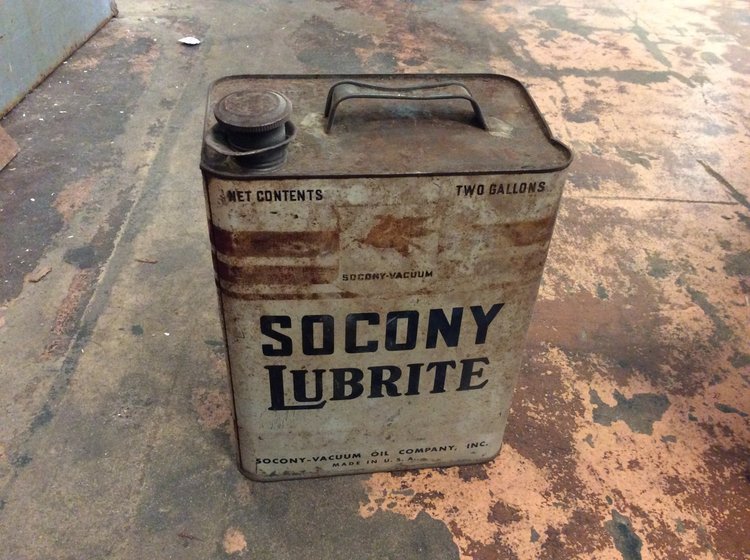 NET CONTENTS TWO GALLONS
SOCONY-VACUUM
SOCONY
LUBRITE
SOCONY-VACUUM OIL COMPANY, INC.
MADE IN U.S.A.